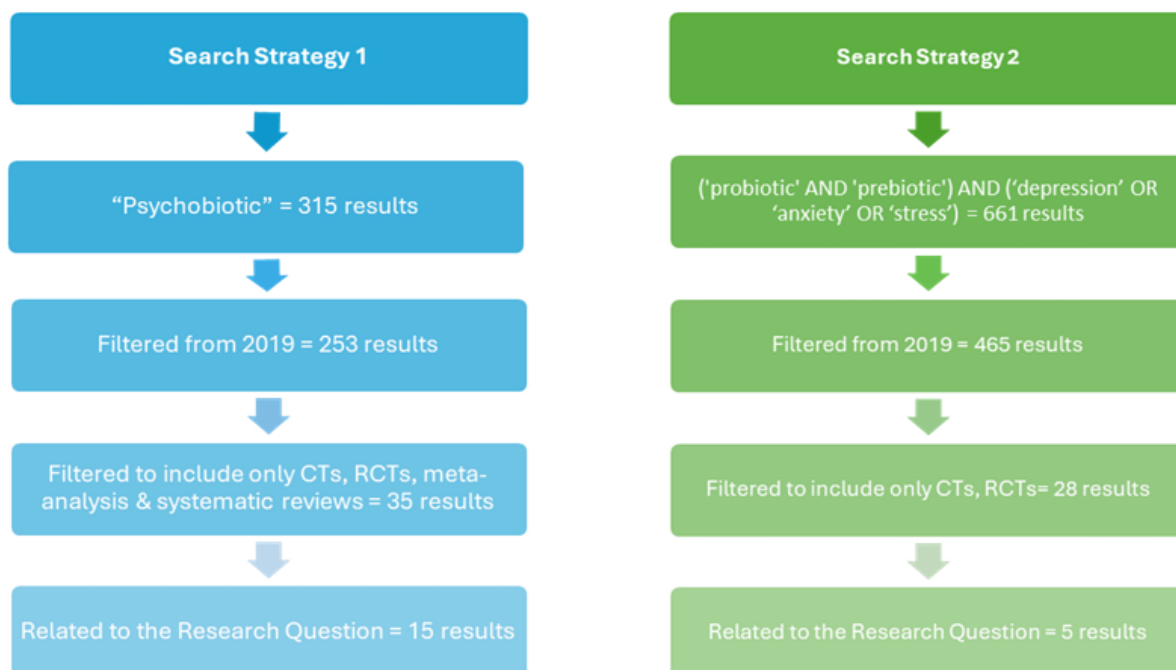 Search Strategy 1
“Psychobiotic” = 315 results
Filtered from 2019 = 253 results
Filtered to include only CTs, RCTs, meta-
analysis & systematic reviews = 35 results
Related to the Research Question = 15 results
Search Strategy 2
('probiotic' AND 'prebiotic') AND (‘depression’ OR
‘anxiety’ OR ‘stress’) = 661 results
Filtered from 2019 = 465 results
Filtered to include only CTs, RCTs= 28 results
Related to the Research Question = 5 results